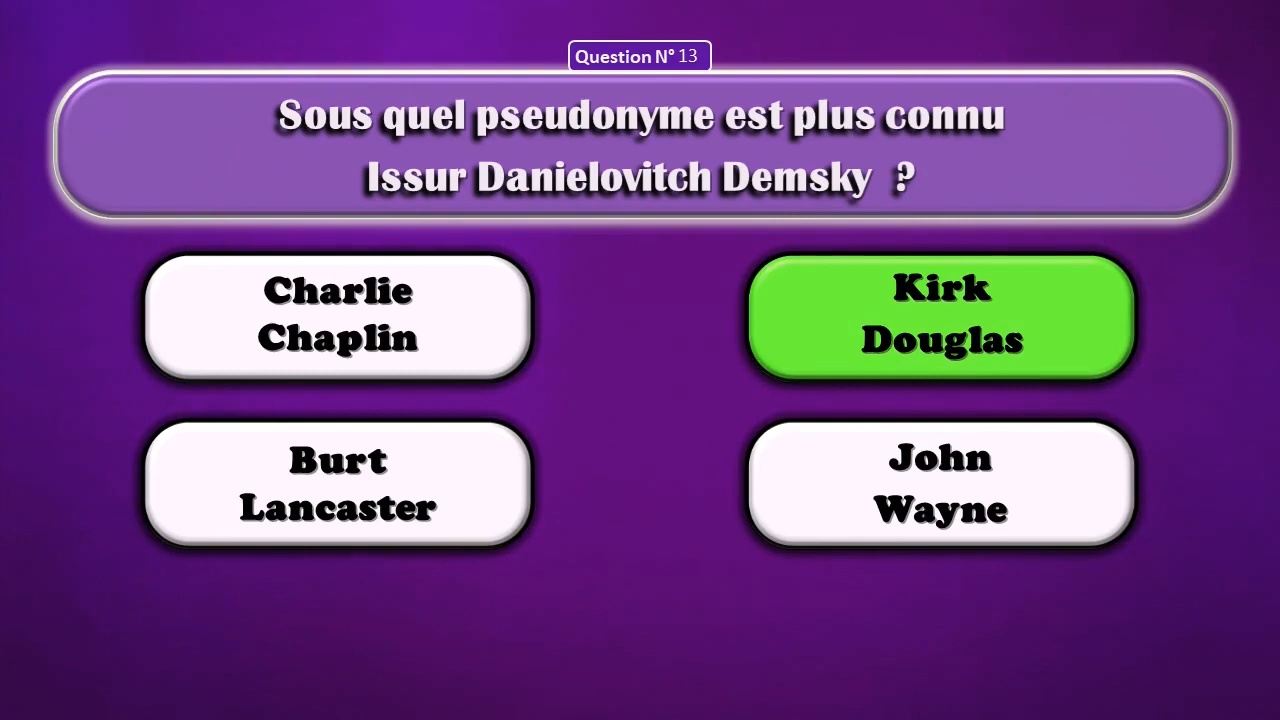 Question N° 13
Sous quel pseudonyme est plus connu
Issur Danielovitch Demsky ?
Charlie
Chaplin
Kirk
Douglas
Burt
Lancaster
John
Wayne